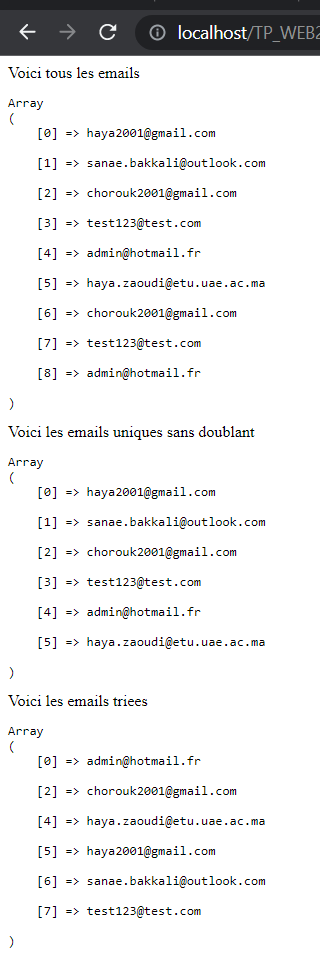 localhost/TP_WEB2
Voici tous les emails
Array
(
[0] => haya2001@gmail.com
[1] => sanae.bakkali@outlook.com
[2] => chorouk2001@gmail.com
[3] => test123@test.com
[4] => admin@hotmail.fr
[5] => haya.zaoudi@etu.uae.ac.ma
[6] => chorouk2001@gmail.com
[7] => test123@test.com
[8] => admin@hotmail.fr
)
Voici les emails uniques sans doublant
Array
(
[0] => haya2001@gmail.com
[1] => sanae.bakkali@outlook.com
[2] => chorouk2001@gmail.com
[3] => test123@test.com
[4] => admin@hotmail.fr
[5] => haya.zaoudi@etu.uae.ac.ma
)
Voici les emails triees
Array
(
[0] => admin@hotmail.fr
[2] => chorouk2001@gmail.com
[4] => haya.zaoudi@etu.uae.ac.ma
[5] => haya2001@gmail.com
[6] => sanae.bakkali@outlook.com
[7] => test123@test.com
)